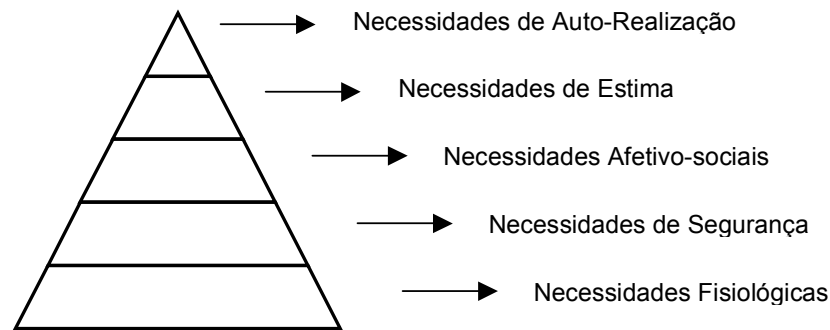 Necessidades de Auto-Realização
Necessidades de Estima
Necessidades Afetivo-sociais
Necessidades de Segurança
Necessidades Fisiológicas